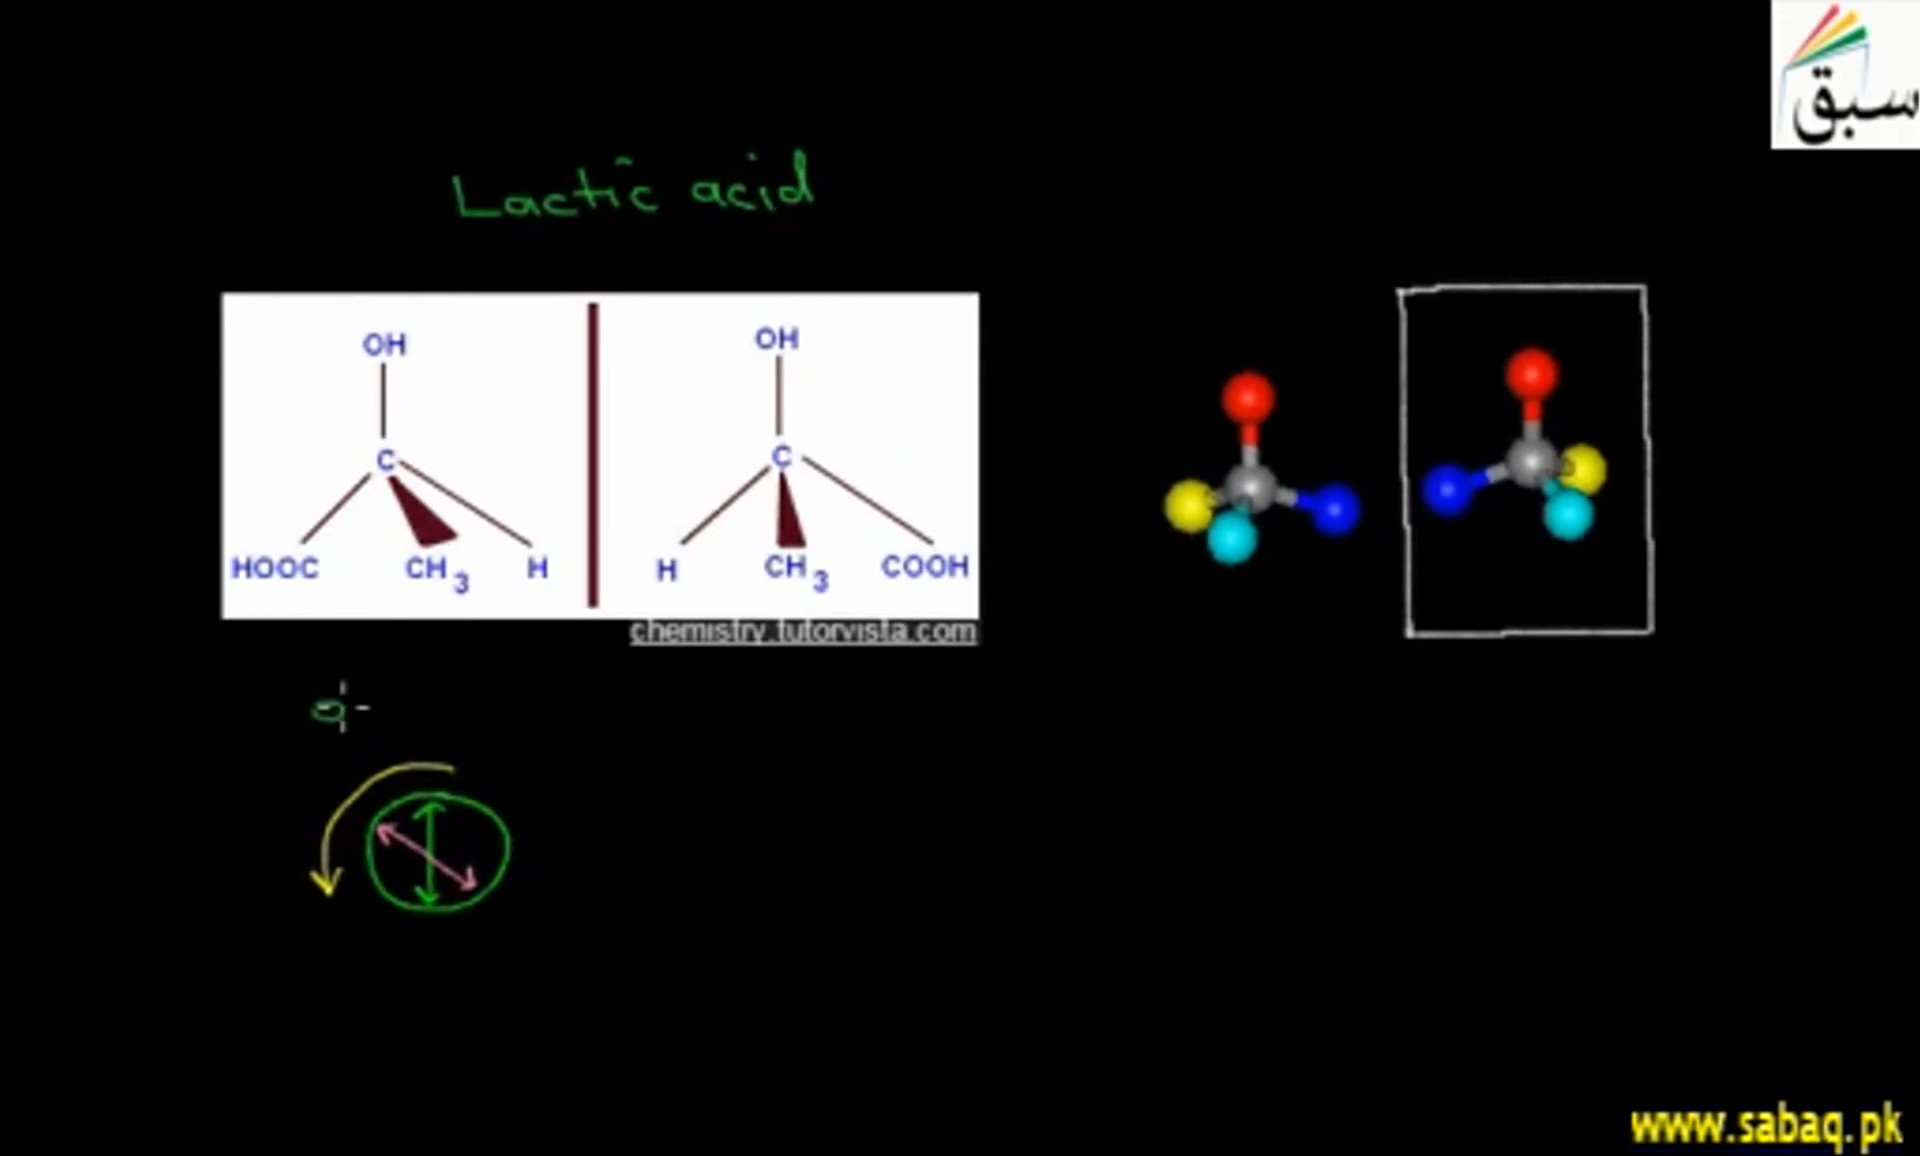 سبق
Lactic acid
OH
C
HOOC CH3 H
OH
C
H CH3 COOH
chemistry.tutorvista.com
www.sabaq.pk